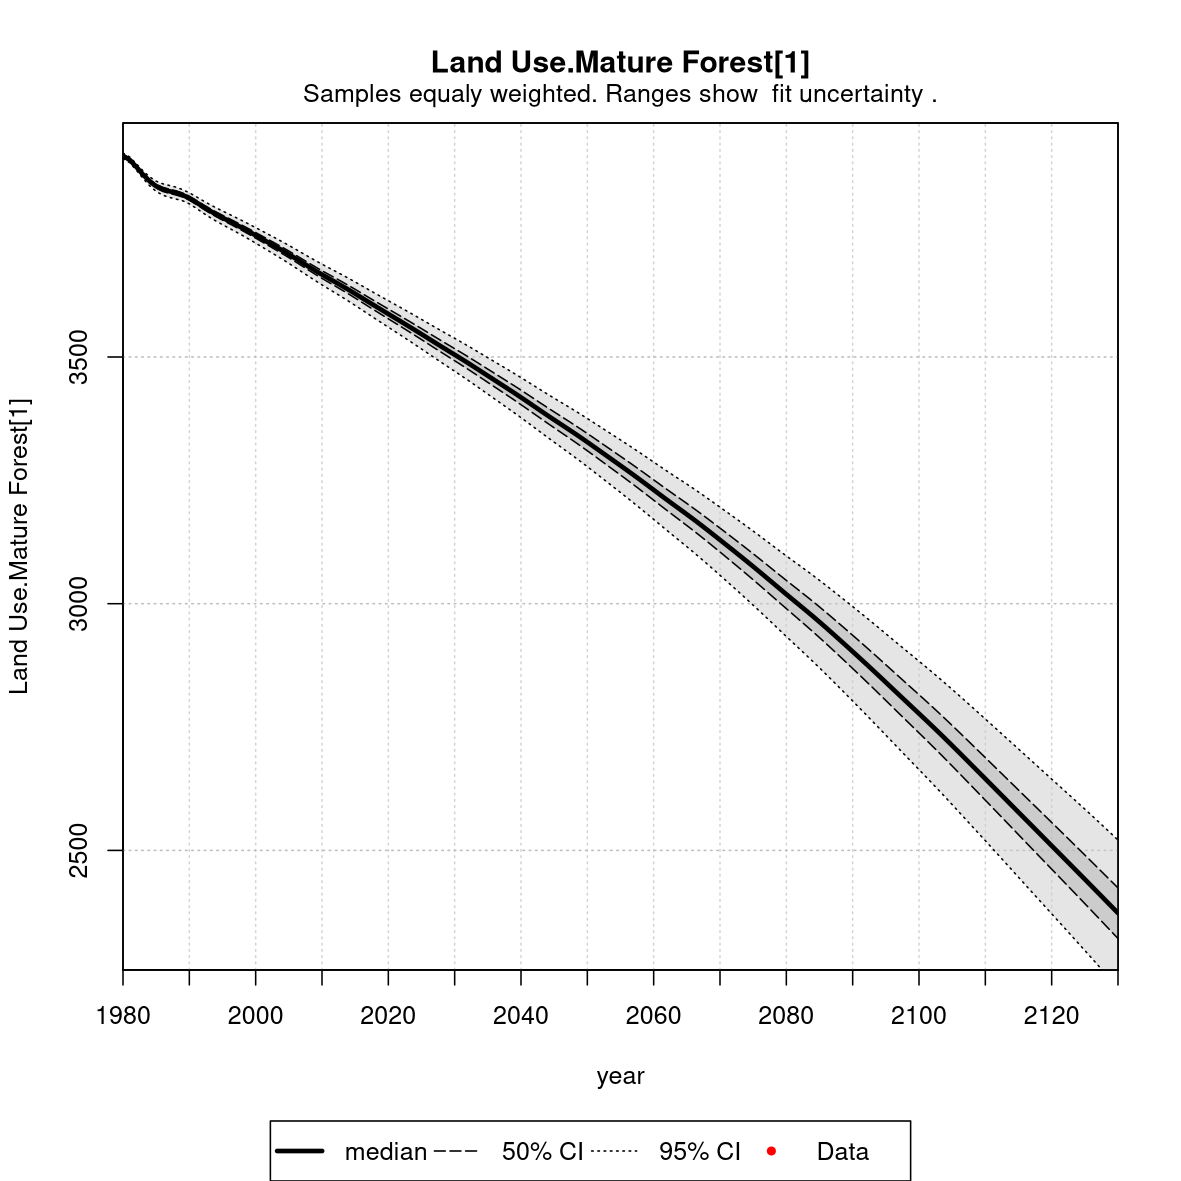 Land Use.Mature Forest[1]
Samples equaly weighted. Ranges show  fit uncertainty .
Land Use.Mature Forest[1]
3500
3000
2500
1980 2000 2020 2040 2060 2080 2100 2120
year
median 50% CI 95% CI Data